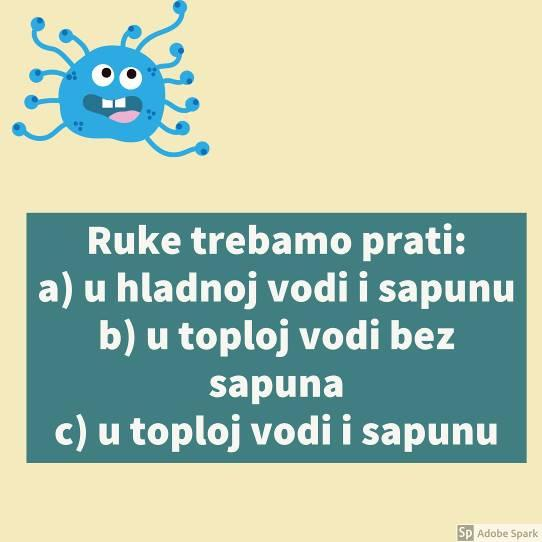 Ruke trebamo prati:
a) u hladnoj vodi i sapunu
b) u toploj vodi bez
sapuna
c) u toploj vodi i sapunu
Sp Adobe Spark